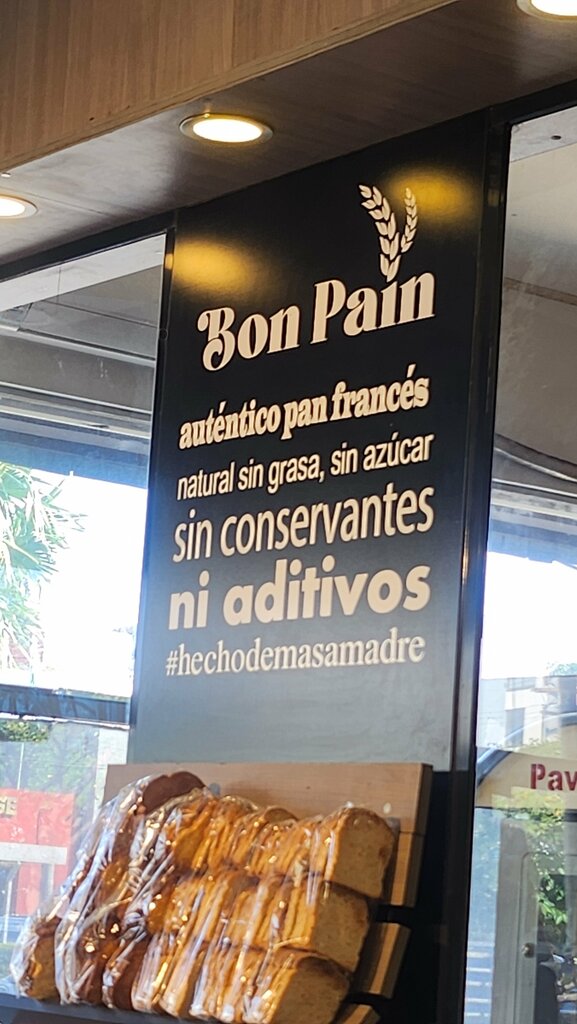 Bon Pain
auténtico pan francés
natural sin grasa, sin azúcar
sin conservantes
ni aditivos
#hechodemasamadre